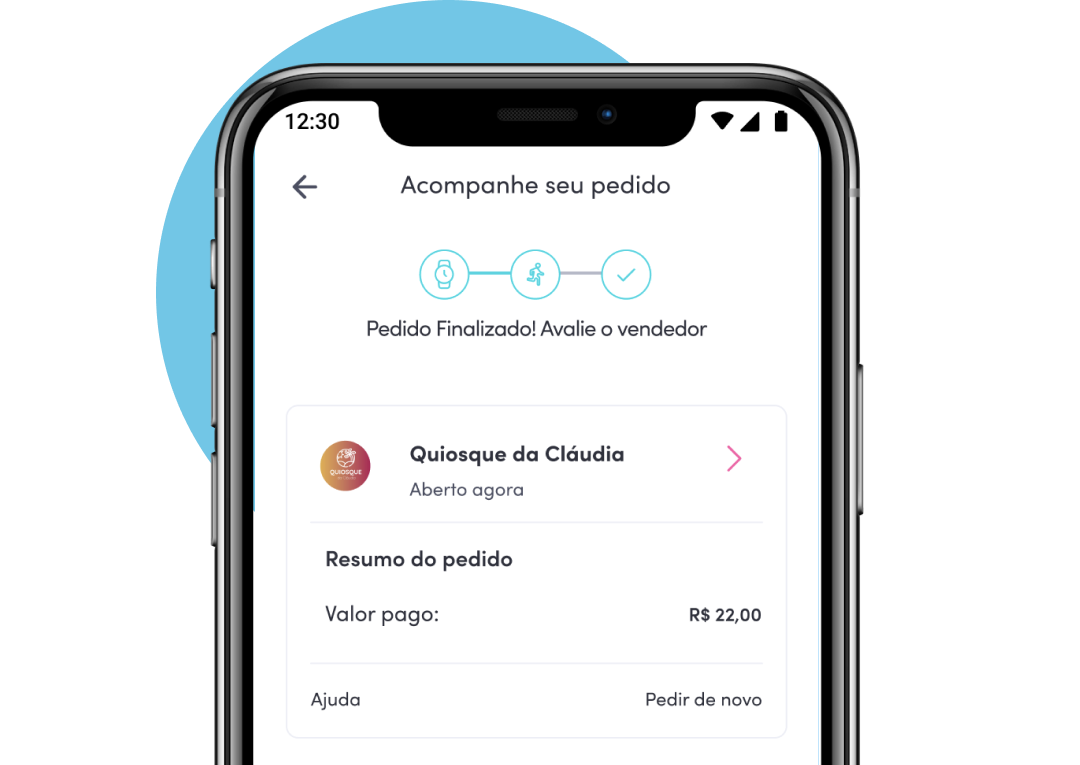 12:30
Acompanhe seu pedido
Pedido Finalizado! Avalie o vendedor
Quiosque da Cláudia
QUIOSQUE
Aberto agora
Resumo do pedido
Valor pago: R$ 22,00
Ajuda Pedir de novo